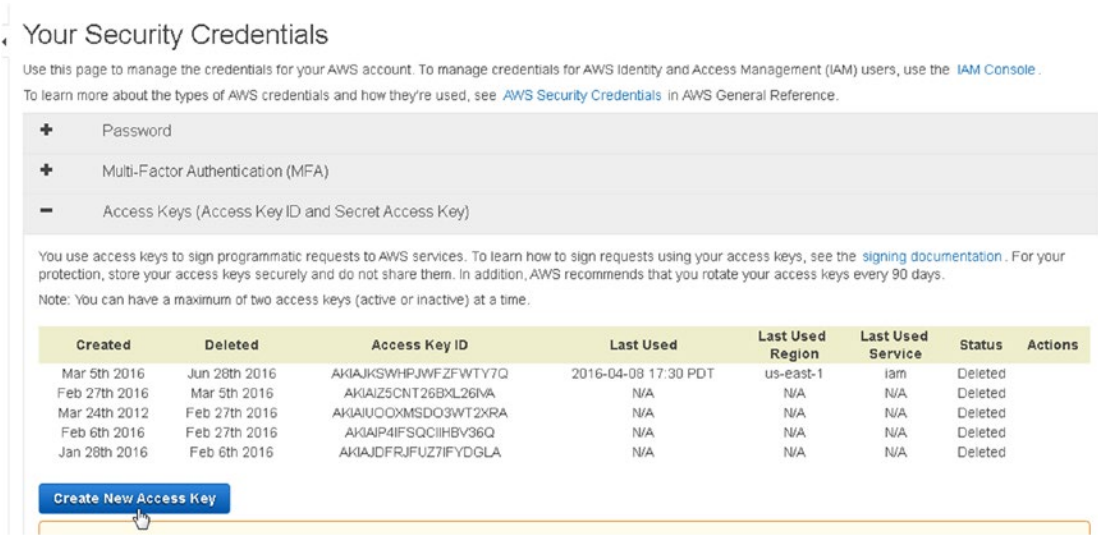 Your Security Credentials
Use this page to manage the credentials for your AWS account. To manage credentials for AWS Identity and Access Management (IAM) users, use the IAM Console .
To learn more about the types of AWS credentials and how they're used, see AWS Security Credentials in AWS General Reference.
+ Password
+ Multi-Factor Authentication (MFA)
− Access Keys (Access Key ID and Secret Access Key)
You use access keys to sign programmatic requests to AWS services. To learn how to sign requests using your access keys, see the signing documentation . For your
protection, store your access keys securely and do not share them. In addition, AWS recommends that you rotate your access keys every 90 days.
Note: You can have a maximum of two access keys (active or inactive) at a time.
Created Deleted Access Key ID Last Used Last Used Region Last Used Service Status Actions
Mar 5th 2016 Jun 28th 2016 AKIAJKSWHPJWFZFWTY7Q 2016-04-08 17:30 PDT us-east-1 iam Deleted
Feb 27th 2016 Mar 5th 2016 AKIAIZ5CNT26BXL26IVA N/A N/A N/A Deleted
Mar 24th 2012 Feb 27th 2016 AKIAIUOOXMSDO3WT2XRA N/A N/A N/A Deleted
Feb 6th 2016 Feb 27th 2016 AKIAIP4IFSQCIIHBV36Q N/A N/A N/A Deleted
Jan 28th 2016 Feb 6th 2016 AKIAJDFRJFUZ7IFYDGLA N/A N/A N/A Deleted
Create New Access Key